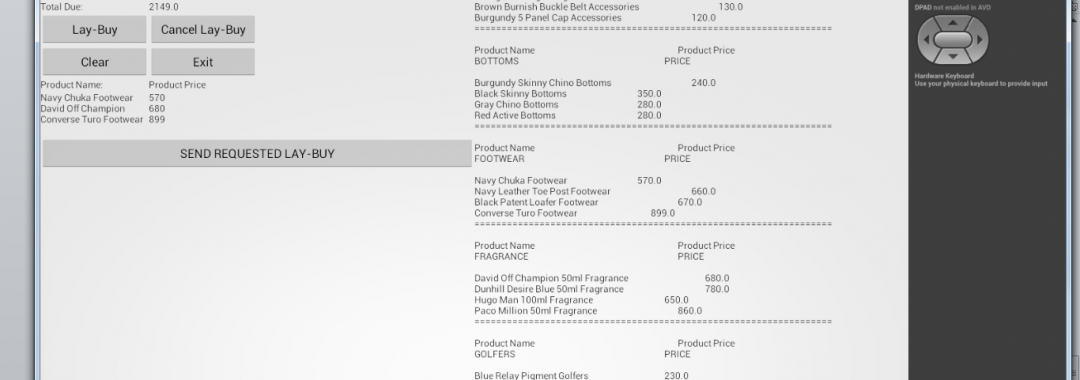 Total Due: 2149.0
Lay-Buy Cancel Lay-Buy
Clear Exit
Product Name: Product Price
Navy Chuka Footwear 570
David Off Champion 680
Converse Turo Footwear 899
SEND REQUESTED LAY-BUY
Brown Burnish Buckle Belt Accessories 130.0
Burgundy 5 Panel Cap Accessories 120.0
==================================================
Product Name Product Price
BOTTOMS PRICE
Burgundy Skinny Chino Bottoms 240.0
Black Skinny Bottoms 350.0
Gray Chino Bottoms 280.0
Red Active Bottoms 280.0
==================================================
Product Name Product Price
FOOTWEAR PRICE
Navy Chuka Footwear 570.0
Navy Leather Toe Post Footwear 660.0
Black Patent Loafer Footwear 670.0
Converse Turo Footwear 899.0
==================================================
Product Name Product Price
FRAGRANCE PRICE
David Off Champion 50ml Fragrance 680.0
Dunhill Desire Blue 50ml Fragrance 780.0
Hugo Man 100ml Fragrance 650.0
Paco Million 50ml Fragrance 860.0
==================================================
Product Name Product Price
GOLFERS PRICE
Blue Relay Pigment Golfers 230.0
DPAD not enabled in AVD
Hardware Keyboard
Use your physical keyboard to provide input